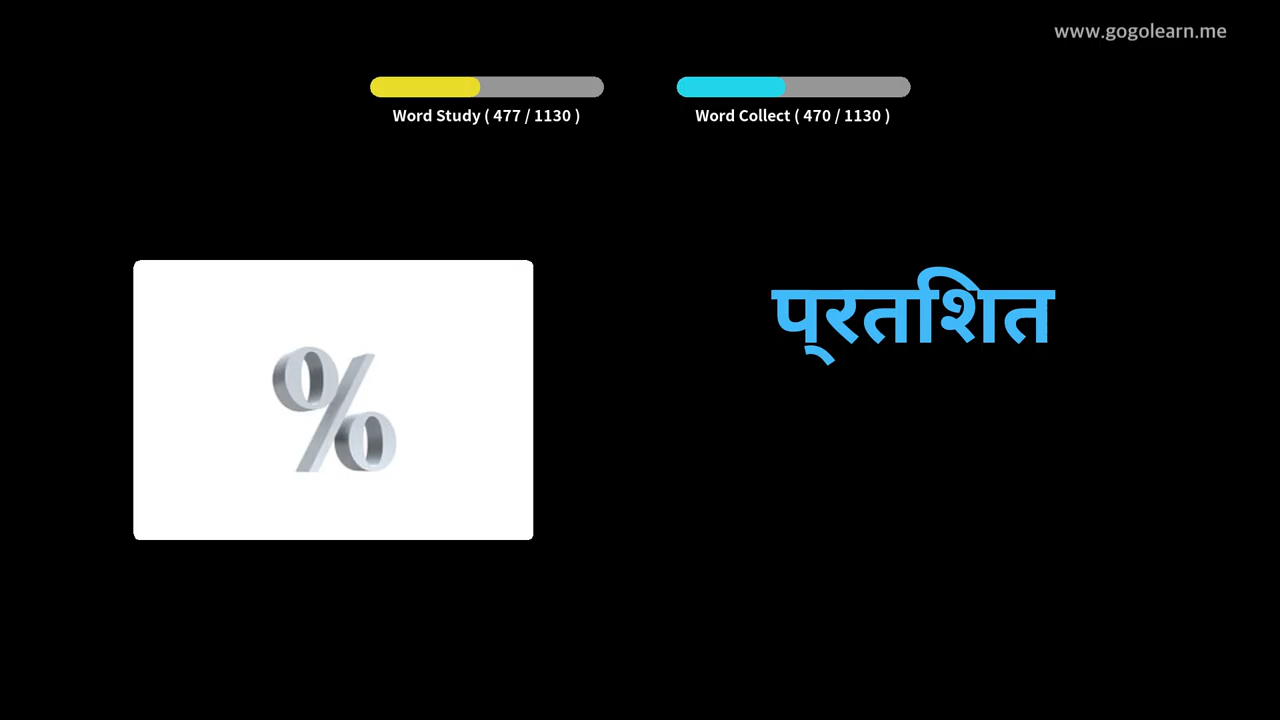 www.gogolearn.me
Word Study ( 477 / 1130 )
Word Collect ( 470 / 1130 )
प्रतिशत
%